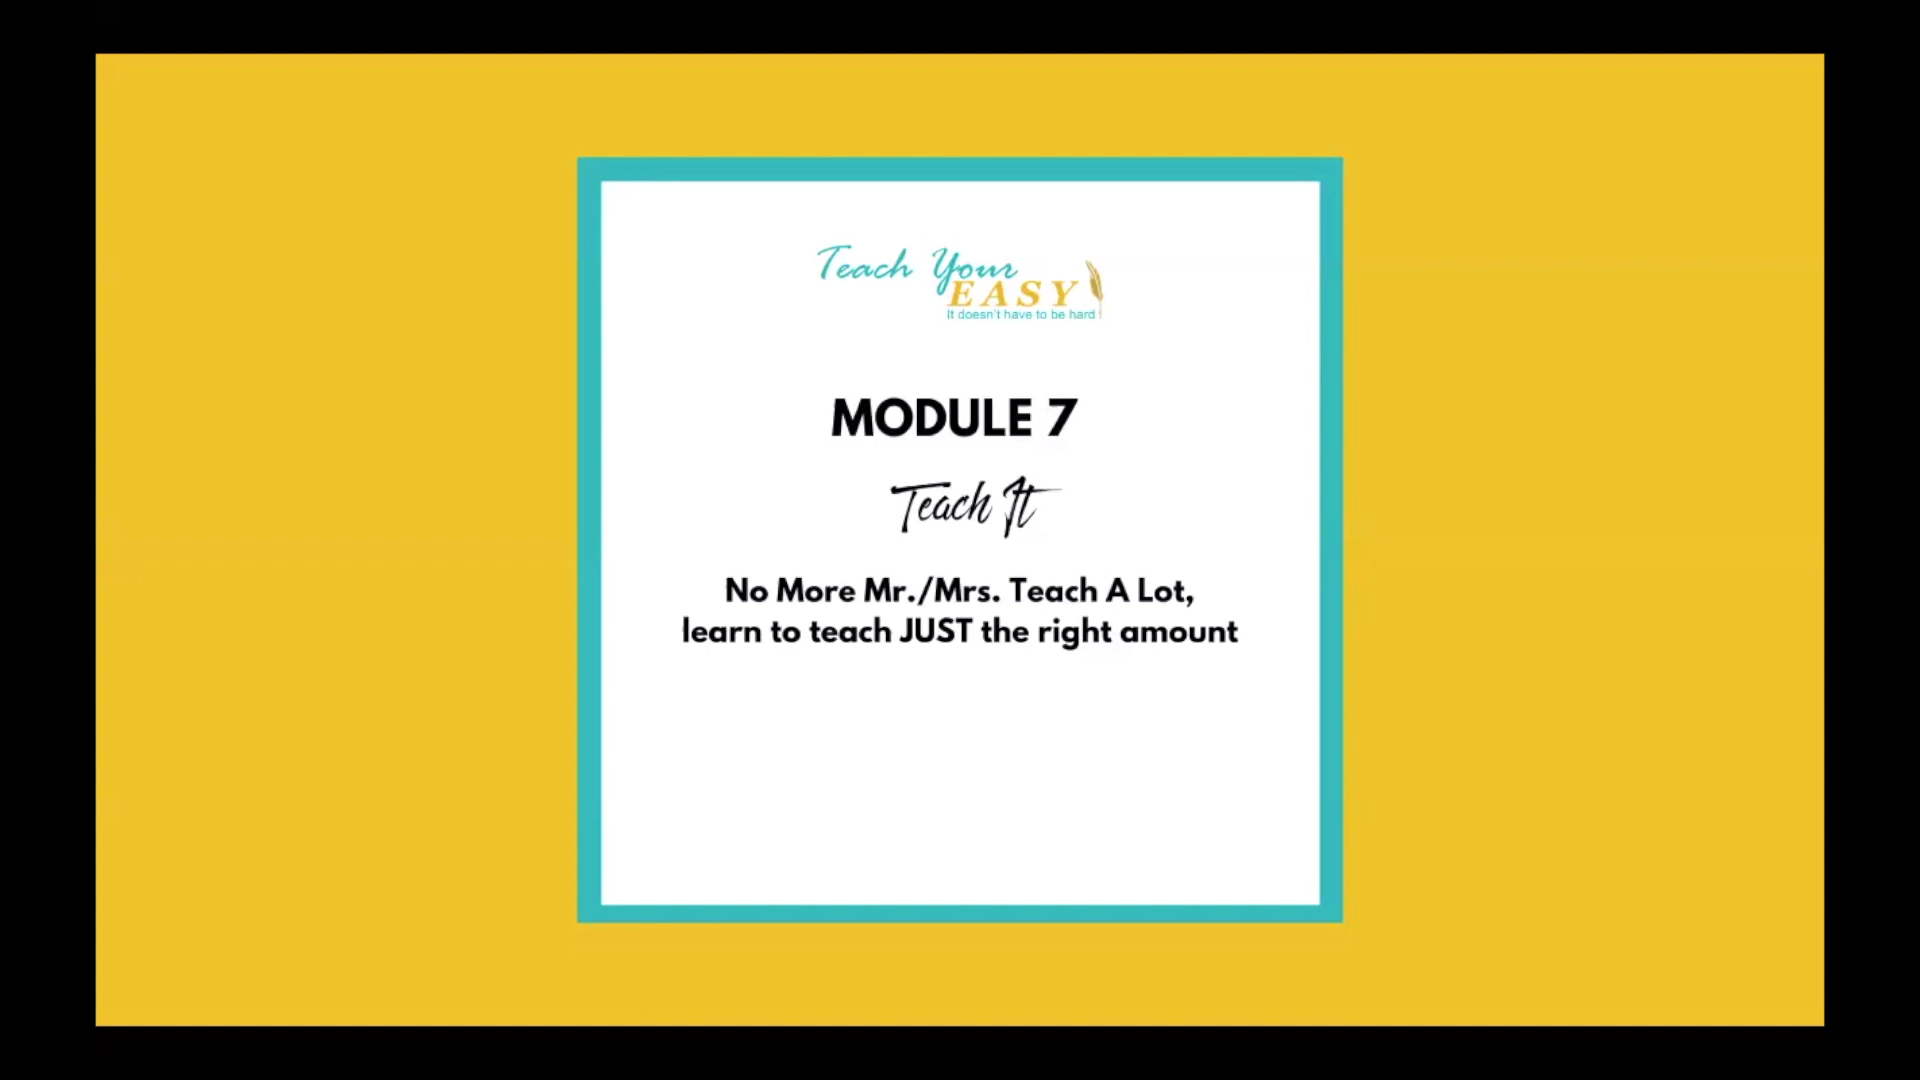 Teach Your
EASY
It doesn't have to be hard
MODULE 7
Teach It
No More Mr./Mrs. Teach A Lot,
learn to teach JUST the right amount